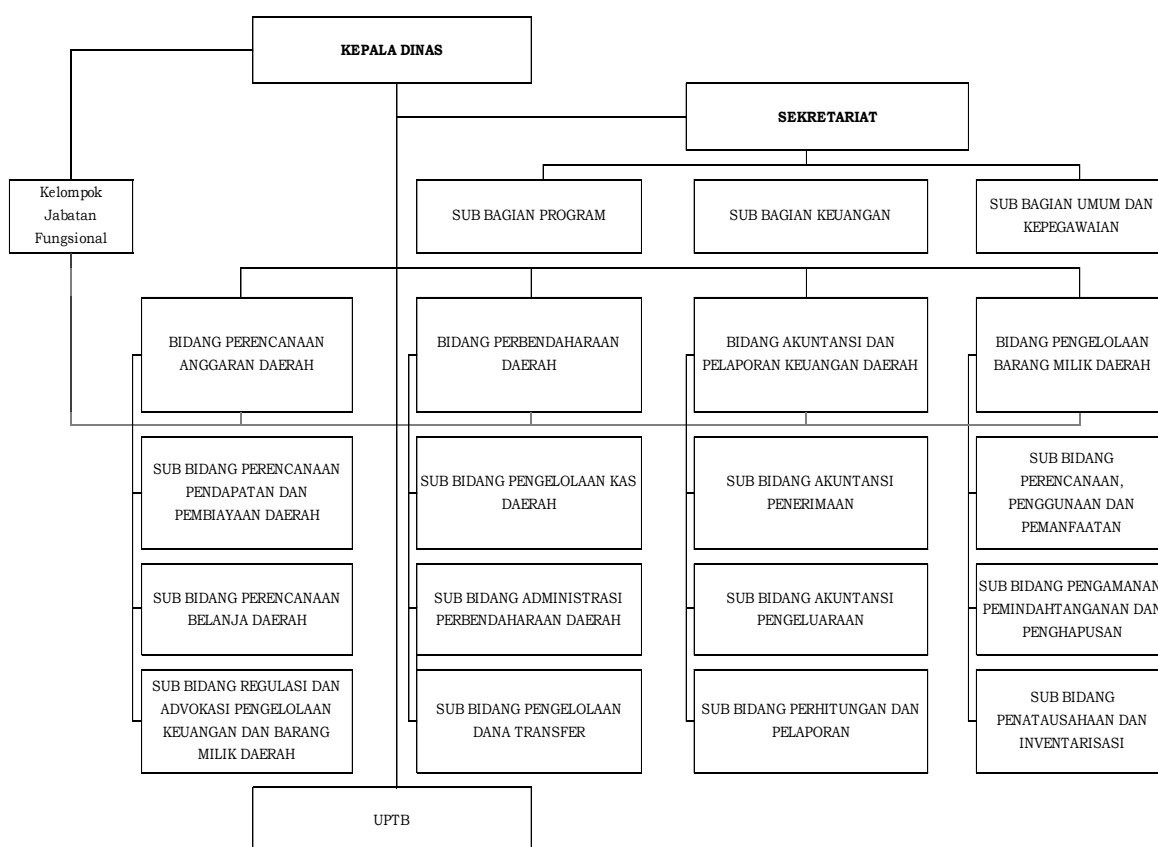 KEPALA DINAS
SEKRETARIAT
Kelompok
Jabatan
Fungsional
SUB BAGIAN PROGRAM
SUB BAGIAN KEUANGAN
SUB BAGIAN UMUM DAN
KEPEGAWAIAN
BIDANG PERENCANAAN
ANGGARAN DAERAH
BIDANG PERBENDAHARAAN
DAERAH
BIDANG AKUNTANSI DAN
PELAPORAN KEUANGAN DAERAH
BIDANG PENGELOLAAN
BARANG MILIK DAERAH
SUB BIDANG PERENCANAAN
PENDAPATAN DAN
PEMBIAYAAN DAERAH
SUB BIDANG PENGELOLAAN KAS
DAERAH
SUB BIDANG AKUNTANSI
PENERIMAAN
SUB BIDANG
PERENCANAAN,
PENGGUNAAN DAN
PEMANFAATAN
SUB BIDANG PERENCANAAN
BELANJA DAERAH
SUB BIDANG ADMINISTRASI
PERBENDAHARAAN DAERAH
SUB BIDANG AKUNTANSI
PENGELUARAAN
SUB BIDANG PENGAMANAN
PEMINDAHTANGANAN DAN
PENGHAPUSAN
SUB BIDANG REGULASI DAN
ADVOKASI PENGELOLAAN
KEUANGAN DAN BARANG
MILIK DAERAH
SUB BIDANG PENGELOLAAN
DANA TRANSFER
SUB BIDANG PERHITUNGAN DAN
PELAPORAN
SUB BIDANG
PENATAUSAHAAN DAN
INVENTARISASI
UPTB